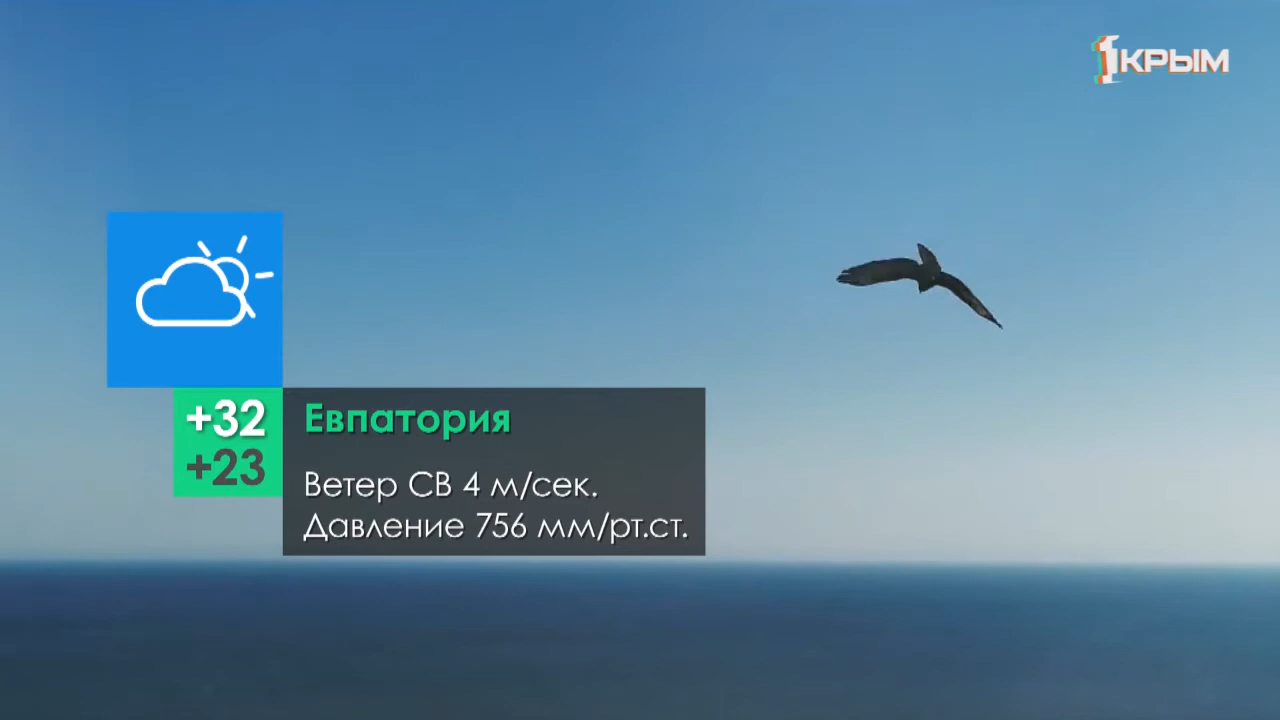 1КРЫМ
+32
+23
Евпатория
Ветер СВ 4 м/сек.
Давление 756 мм/рт.ст.